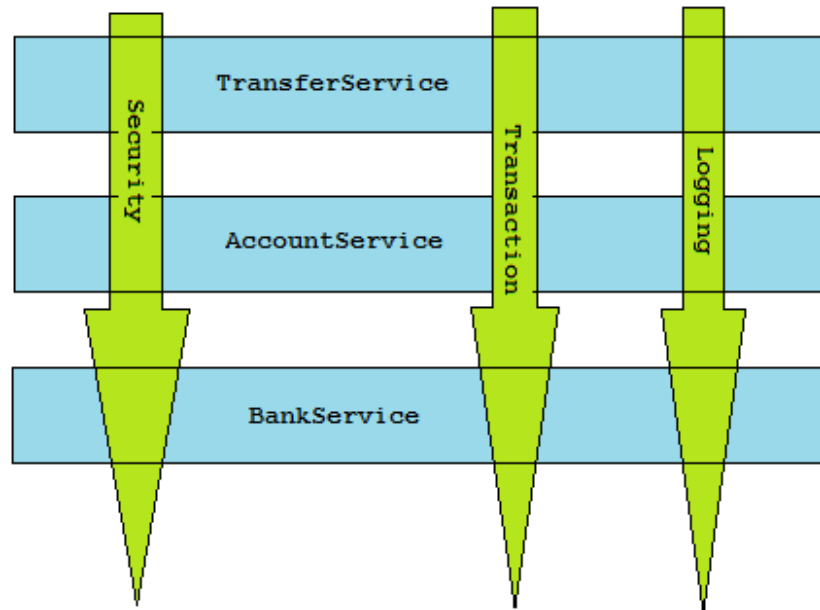 TransferService
Security
Transaction
Logging
AccountService
BankService